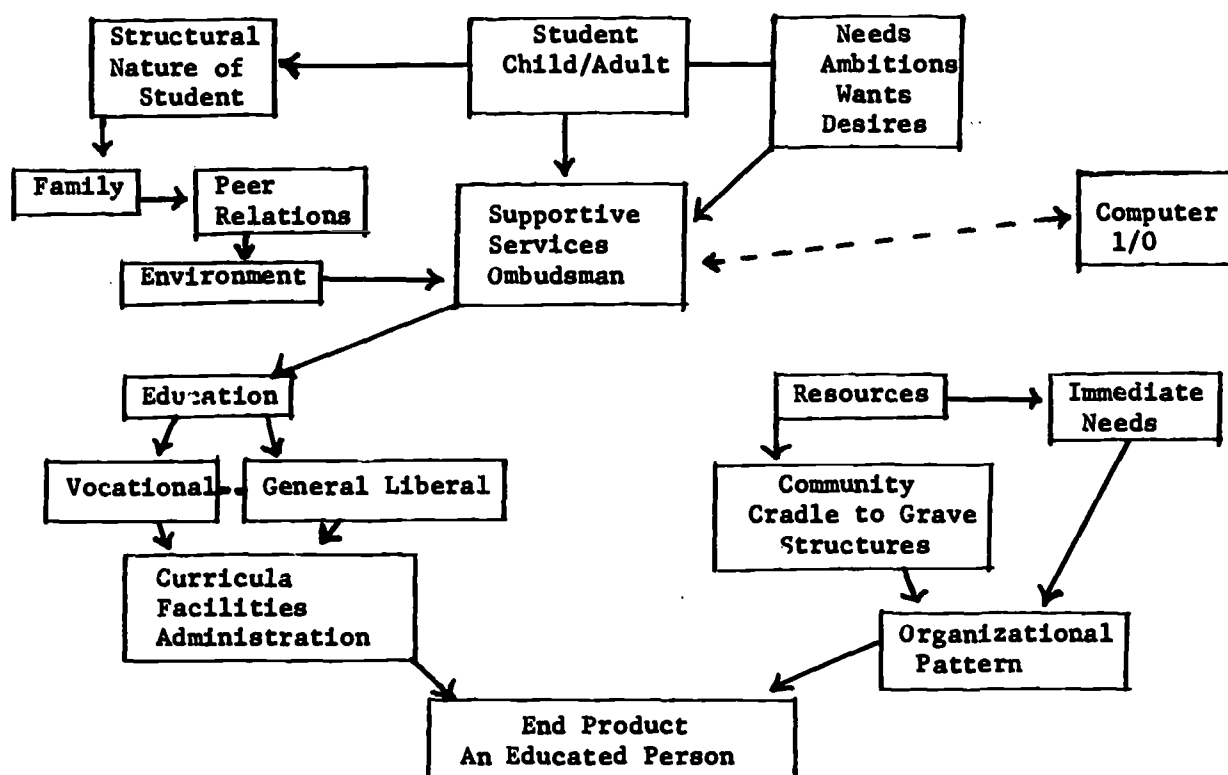 Structural
Nature of
Student
Student
Child/Adult
Needs
Ambitions
Wants
Desires
Family
Peer
Relations
Environment
Supportive
Services
Ombudsman
Computer
1/0
Education
Vocational
General Liberal
Resources
Immediate
Needs
Community
Cradle to Grave
Structures
Curricula
Facilities
Administration
Organizational
Pattern
End Product
An Educated Person